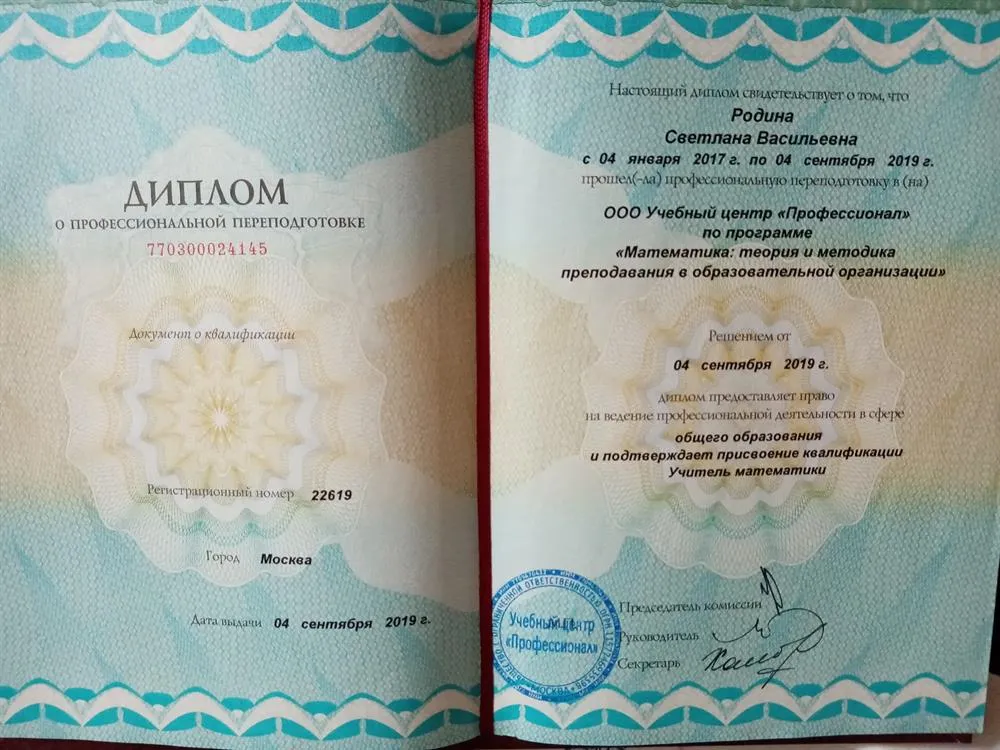 ДИПЛОМ
О ПРОФЕССИОНАЛЬНОЙ ПЕРЕПОДГОТОВКЕ
770300024145
Документ о квалификации
Регистрационный номер 22619
Город Москва
Дата выдачи 04 сентября 2019 г.
Настоящий диплом свидетельствует о том, что
Родина
Светлана Васильевна
с 04 января 2017 г. по 04 сентября 2019 г.
прошел(-ла) профессиональную переподготовку в (на)
ООО Учебный центр «Профессионал»
по программе
«Математика: теория и методика
преподавания в образовательной организации»
Решением от
04 сентября 2019 г.
диплом предоставляет право
на ведение профессиональной деятельности в сфере
общего образования
и подтверждает присвоение квалификации
Учитель математики
Председатель комиссии
Руководитель
Секретарь
Учебный центр
«Профессионал»
ОГРАНИЧЕННОЙ ОТВЕТСТВЕННОСТЬЮ
МОСКВА